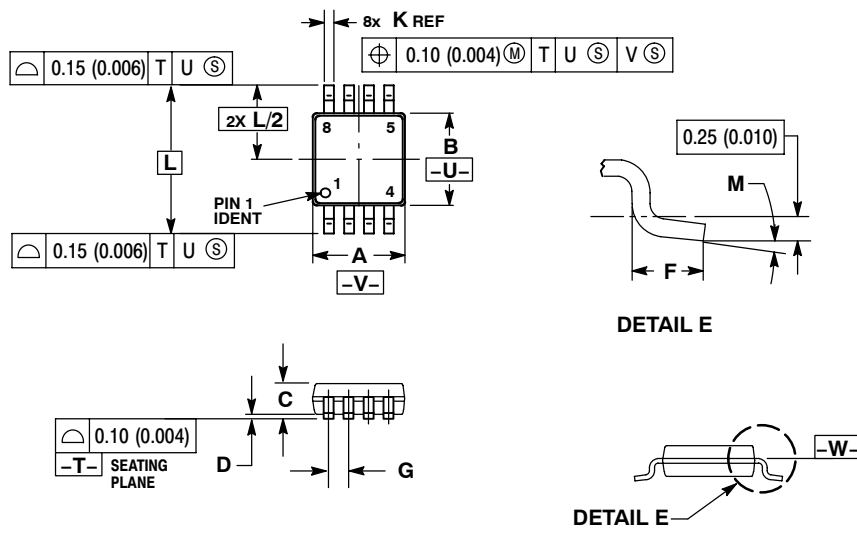 8x K REF
⌖ 0.10 (0.004) Ⓜ T U Ⓢ V Ⓢ
⌓ 0.15 (0.006) T U Ⓢ
2X L/2
8 5
B
–U–
L
1
4
PIN 1
IDENT
⌓ 0.15 (0.006) T U Ⓢ
A
–V–
0.25 (0.010)
M
F
DETAIL E
C
⌓ 0.10 (0.004)
–T– SEATING
PLANE
D
G
–W–
DETAIL E